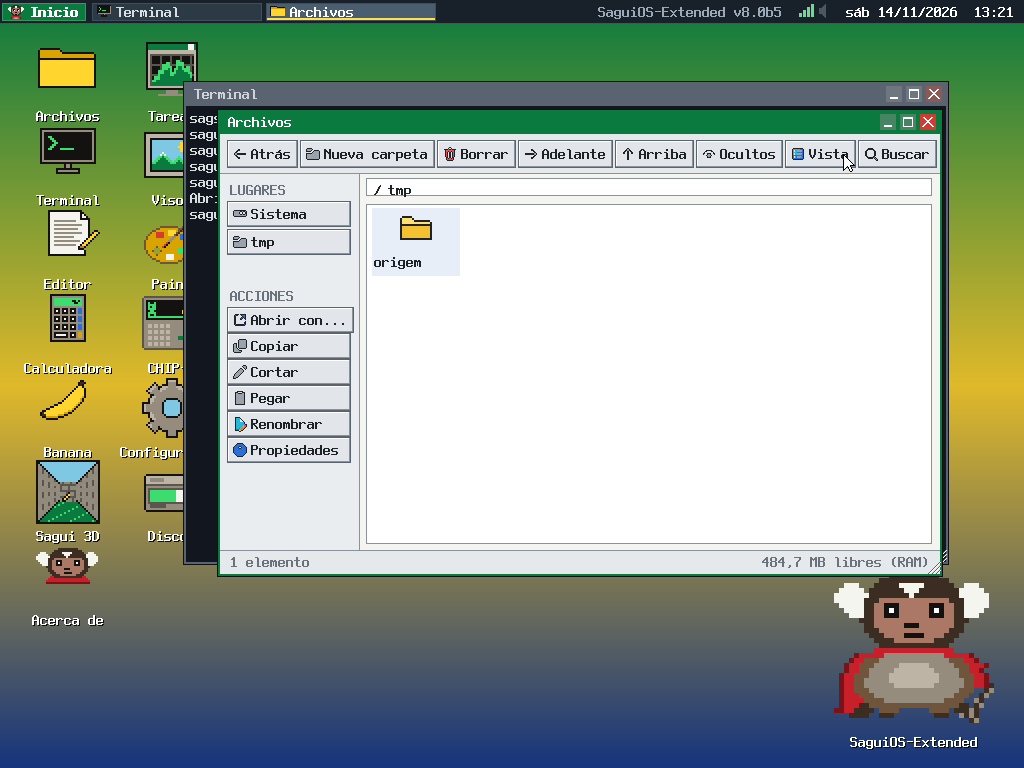 Inicio
Terminal
Archivos
SaguiOS-Extended v8.0b5
sáb 14/11/2026
13:21
Archivos
Terminal
Editor
Calculadora
CHIP
Banana
Sagui 3D
Acerca de
Terminal
Abri
Archivos
Atrás
Nueva carpeta
Borrar
Adelante
Arriba
Ocultos
Vista
Buscar
LUGARES
Sistema
tmp
ACCIONES
Abrir con...
Copiar
Cortar
Pegar
Renombrar
Propiedades
/ tmp
origem
1 elemento
484,7 MB libres (RAM)
SaguiOS-Extended